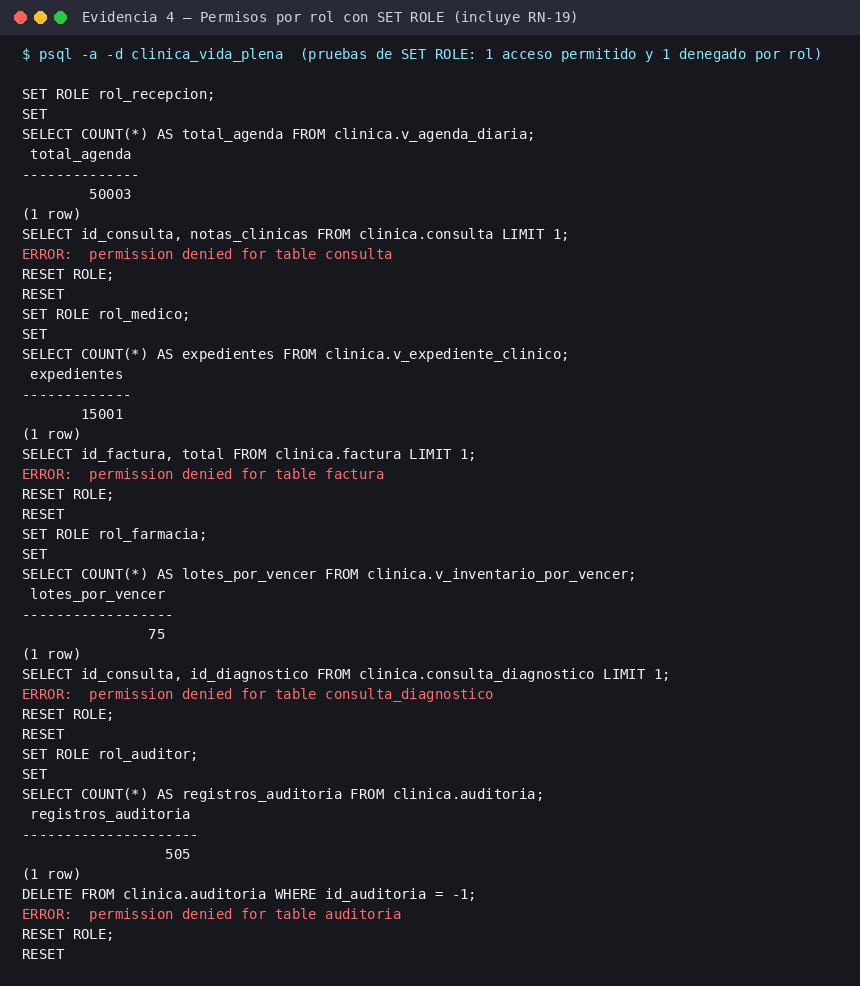 Evidencia 4 — Permisos por rol con SET ROLE (incluye RN-19)
$ psql -a -d clinica_vida_plena  (pruebas de SET ROLE: 1 acceso permitido y 1 denegado por rol)
SET ROLE rol_recepcion;
SET
SELECT COUNT(*) AS total_agenda FROM clinica.v_agenda_diaria;
 total_agenda
--------------
        50003
(1 row)
SELECT id_consulta, notas_clinicas FROM clinica.consulta LIMIT 1;
ERROR:  permission denied for table consulta
RESET ROLE;
RESET
SET ROLE rol_medico;
SET
SELECT COUNT(*) AS expedientes FROM clinica.v_expediente_clinico;
 expedientes
-------------
       15001
(1 row)
SELECT id_factura, total FROM clinica.factura LIMIT 1;
ERROR:  permission denied for table factura
RESET ROLE;
RESET
SET ROLE rol_farmacia;
SET
SELECT COUNT(*) AS lotes_por_vencer FROM clinica.v_inventario_por_vencer;
 lotes_por_vencer
------------------
               75
(1 row)
SELECT id_consulta, id_diagnostico FROM clinica.consulta_diagnostico LIMIT 1;
ERROR:  permission denied for table consulta_diagnostico
RESET ROLE;
RESET
SET ROLE rol_auditor;
SET
SELECT COUNT(*) AS registros_auditoria FROM clinica.auditoria;
 registros_auditoria
---------------------
                 505
(1 row)
DELETE FROM clinica.auditoria WHERE id_auditoria = -1;
ERROR:  permission denied for table auditoria
RESET ROLE;
RESET